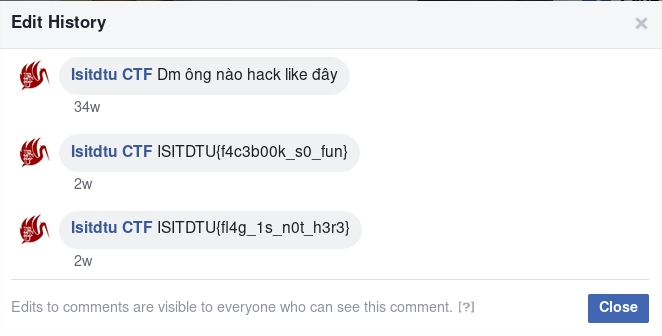 Edit History
Isitdtu CTF Dm ông nào hack like đây
34w
Isitdtu CTF ISITDTU{f4c3b00k_s0_fun}
2w
Isitdtu CTF ISITDTU{fl4g_1s_n0t_h3r3}
2w
Edits to comments are visible to everyone who can see this comment. [?]
Close